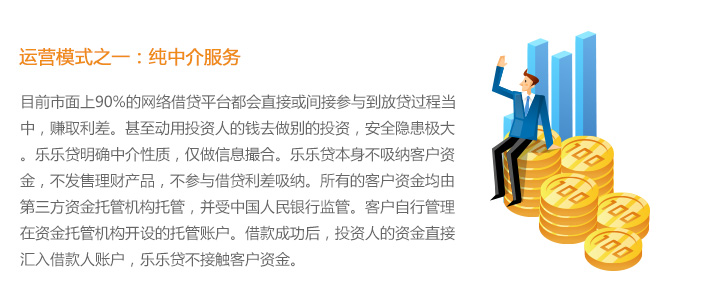 运营模式之一：纯中介服务
目前市面上90%的网络借贷平台都会直接或间接参与到放贷过程当
中，赚取利差。甚至动用投资人的钱去做别的投资，安全隐患极大
。乐乐贷明确中介性质，仅做信息撮合。乐乐贷本身不吸纳客户资
金，不发售理财产品，不参与借贷利差吸纳。所有的客户资金均由
第三方资金托管机构托管，并受中国人民银行监管。客户自行管理
在资金托管机构开设的托管账户。借款成功后，投资人的资金直接
汇入借款人账户，乐乐贷不接触客户资金。
100
100
100
100